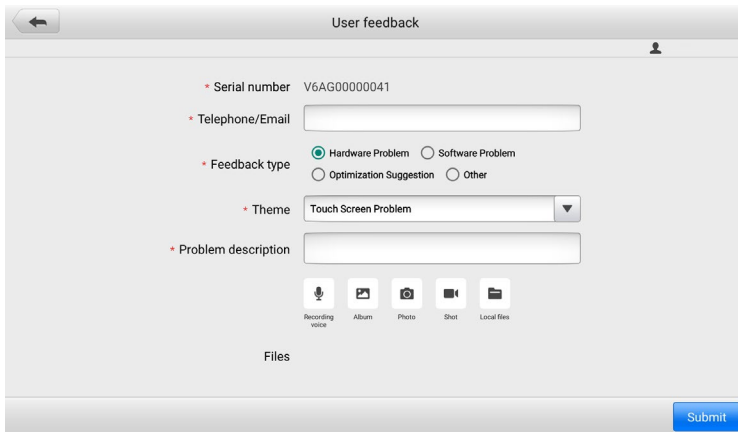 User feedback
* Serial number V6AG00000041
* Telephone/Email
* Feedback type
Hardware Problem Software Problem
Optimization Suggestion Other
* Theme Touch Screen Problem
* Problem description
Recording voice Album Photo Shot Local files
Files
Submit